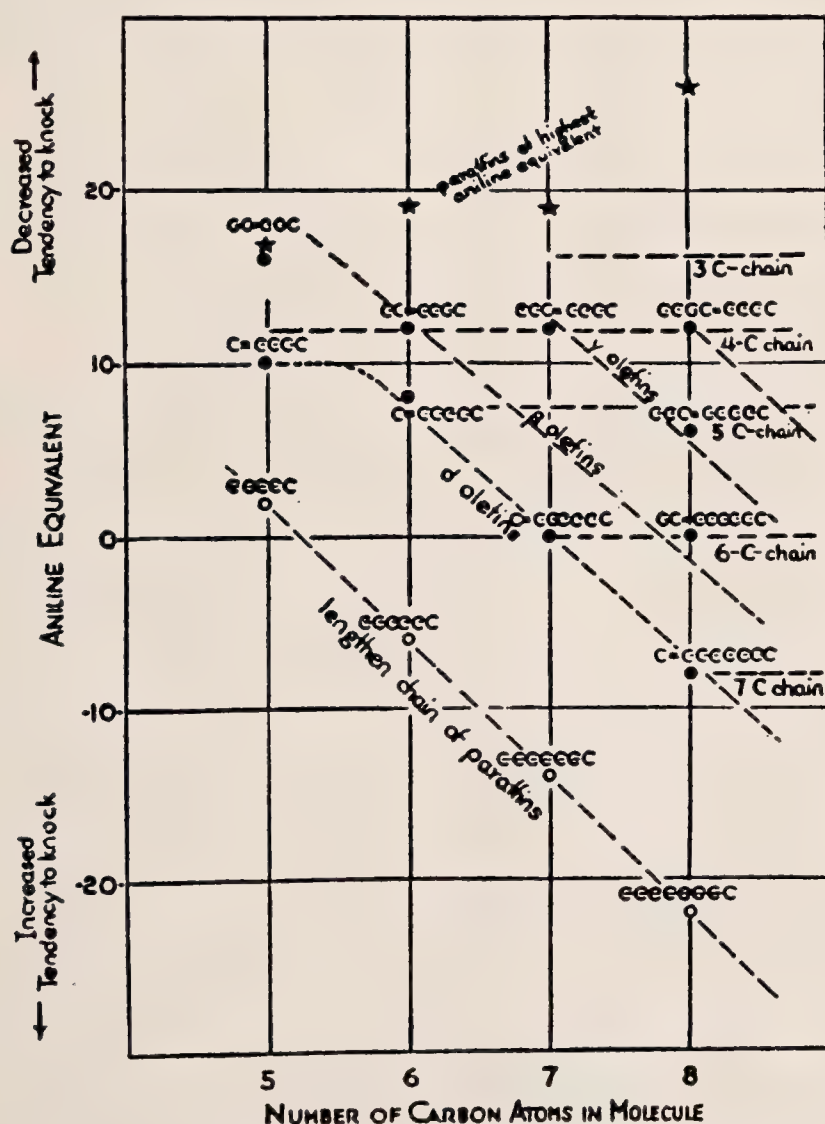 Decreased
Tendency to knock
Increased
Tendency to knock
ANILINE EQUIVALENT
20
10
0
-10
-20
paraffins of highest
aniline equivalent
CC=CCC
3 C-chain
CC=CCCC
CCC=CCCC
CCCC=CCCC
4-C chain
C=CCCC
γ olefins
C=CCCCC
β olefins
CCC=CCCCC
5 C-chain
α olefins
CCCCC
C=CCCCCC
CC=CCCCCC
6-C-chain
CCCCCC
lengthen chain of paraffins
C=CCCCCCC
7 C chain
CCCCCCC
CCCCCCCC
5
6
7
8
NUMBER OF CARBON ATOMS IN MOLECULE